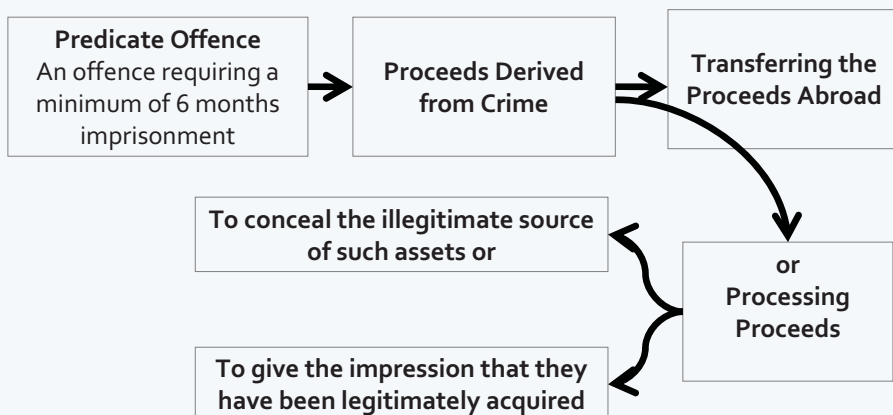 Predicate Offence
An offence requiring a
minimum of 6 months
imprisonment
Proceeds Derived
from Crime
Transferring the
Proceeds Abroad
To conceal the illegitimate source
of such assets or
or
Processing
Proceeds
To give the impression that they
have been legitimately acquired